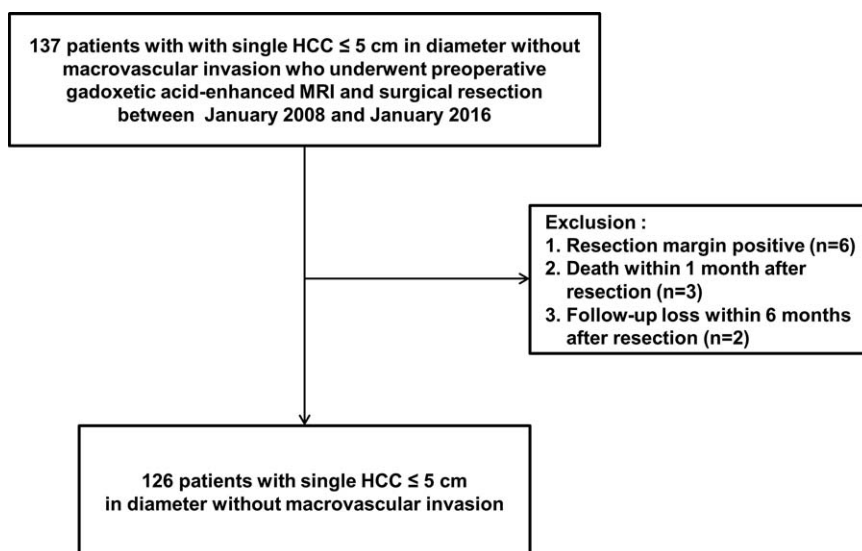 137 patients with with single HCC ≤ 5 cm in diameter without
macrovascular invasion who underwent preoperative
gadoxetic acid-enhanced MRI and surgical resection
between January 2008 and January 2016
Exclusion :
1. Resection margin positive (n=6)
2. Death within 1 month after
resection (n=3)
3. Follow-up loss within 6 months
after resection (n=2)
126 patients with single HCC ≤ 5 cm
in diameter without macrovascular invasion